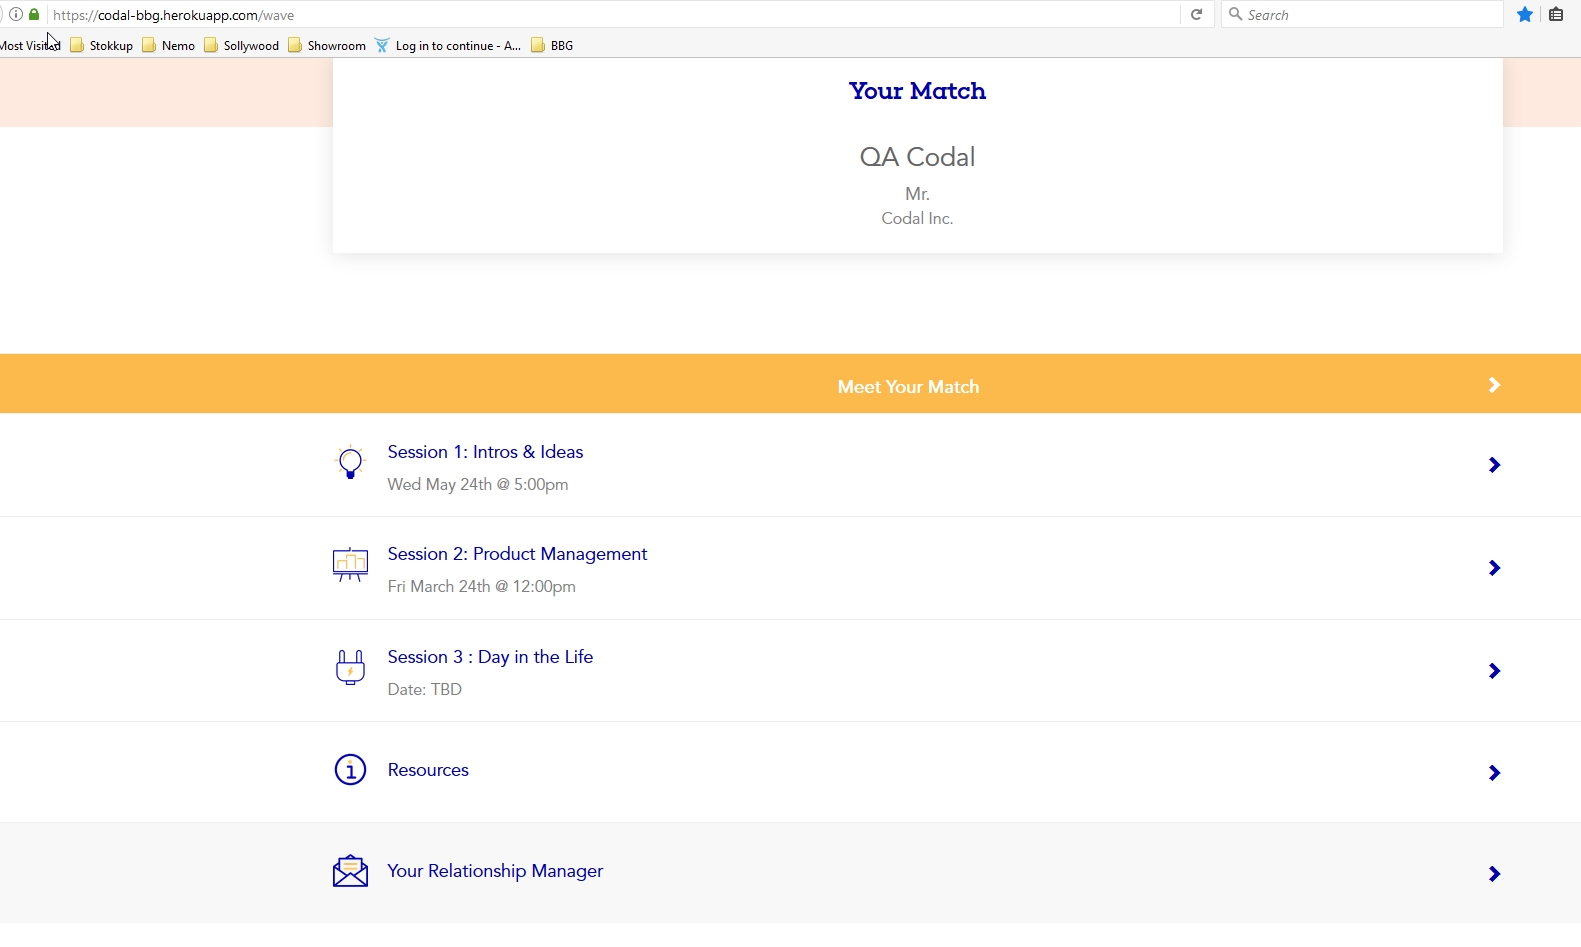 https://codal-bbg.herokuapp.com/wave
Search
Most Visited Stokkup Nemo Sollywood Showroom Log in to continue - A... BBG
Your Match
QA Codal
Mr.
Codal Inc.
Meet Your Match
Session 1: Intros & Ideas
Wed May 24th @ 5:00pm
Session 2: Product Management
Fri March 24th @ 12:00pm
Session 3 : Day in the Life
Date: TBD
Resources
Your Relationship Manager